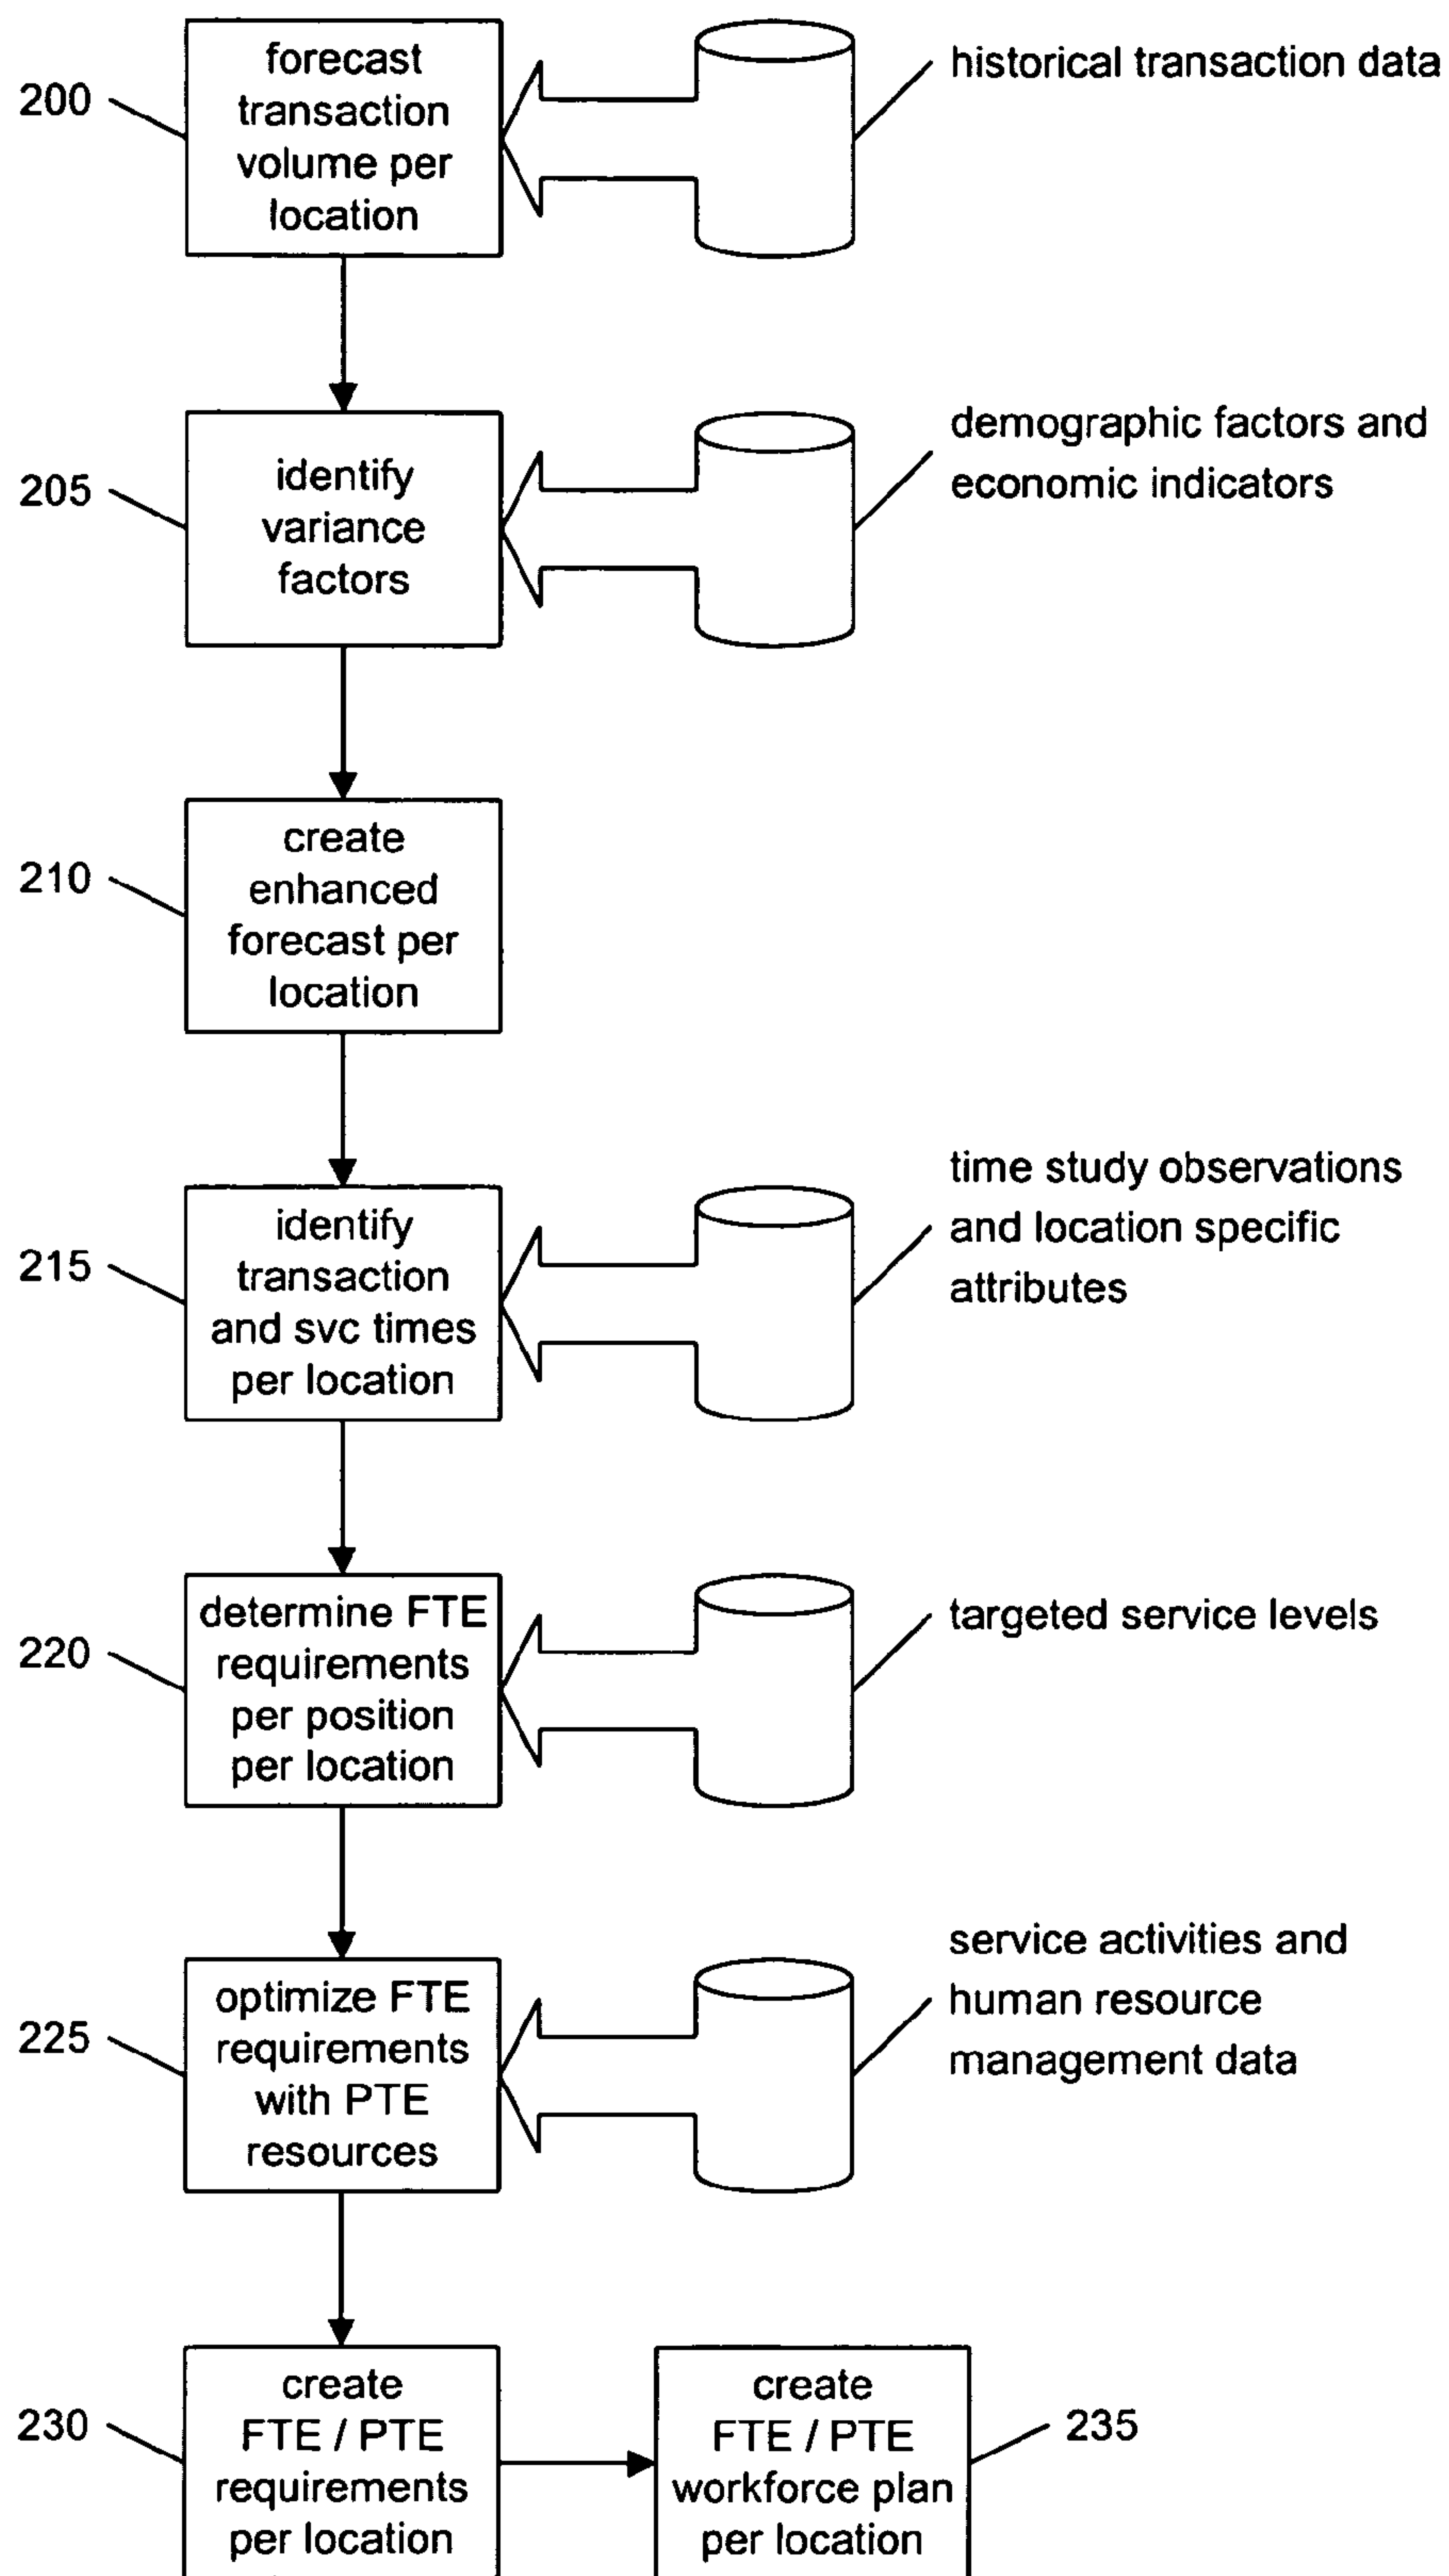 forecast
transaction
volume per
location
200
historical transaction data
identify
variance
factors
205
demographic factors and
economic indicators
create
enhanced
forecast per
location
210
identify
transaction
and svc times
per location
215
time study observations
and location specific
attributes
determine FTE
requirements
per position
per location
220
targeted service levels
optimize FTE
requirements
with PTE
resources
225
service activities and
human resource
management data
create
FTE / PTE
requirements
per location
230
create
FTE / PTE
workforce plan
per location
235